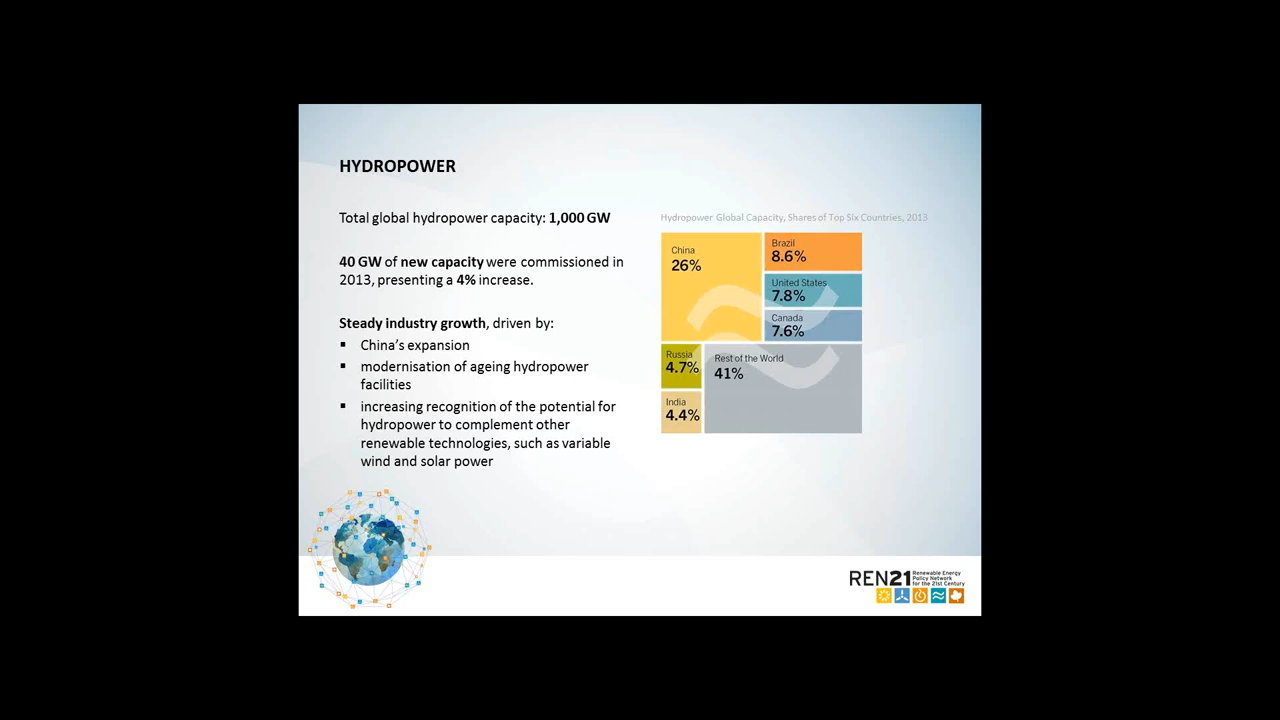 HYDROPOWER
Total global hydropower capacity: 1,000 GW
40 GW of new capacity were commissioned in
2013, presenting a 4% increase.
Steady industry growth, driven by:
▪ China's expansion
▪ modernisation of ageing hydropower
facilities
▪ increasing recognition of the potential for
hydropower to complement other
renewable technologies, such as variable
wind and solar power
Hydropower Global Capacity, Shares of Top Six Countries, 2013
China
26%
Brazil
8.6%
United States
7.8%
Canada
7.6%
Russia
4.7%
Rest of the World
41%
India
4.4%
REN21
Renewable Energy
Policy Network
for the 21st Century